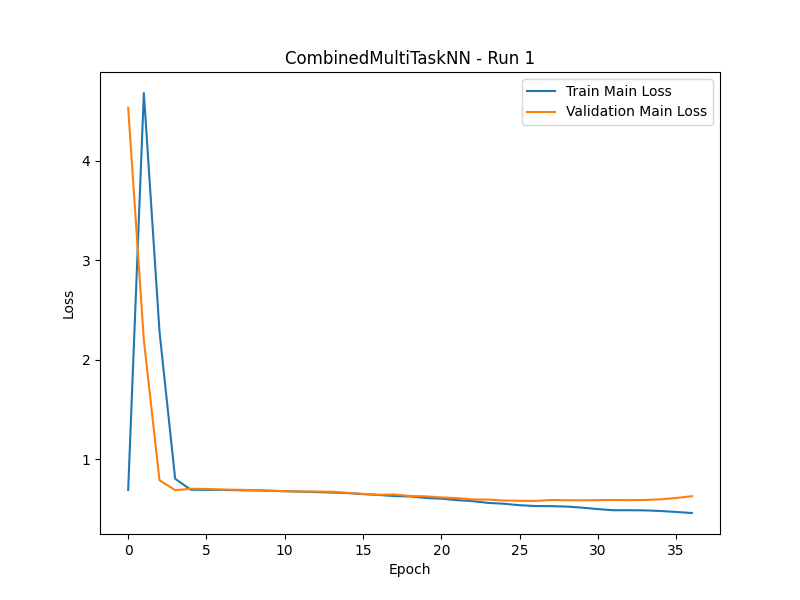 CombinedMultiTaskNN - Run 1
Train Main Loss
Validation Main Loss
4
3
2
1
Loss
0 5 10 15 20 25 30 35
Epoch